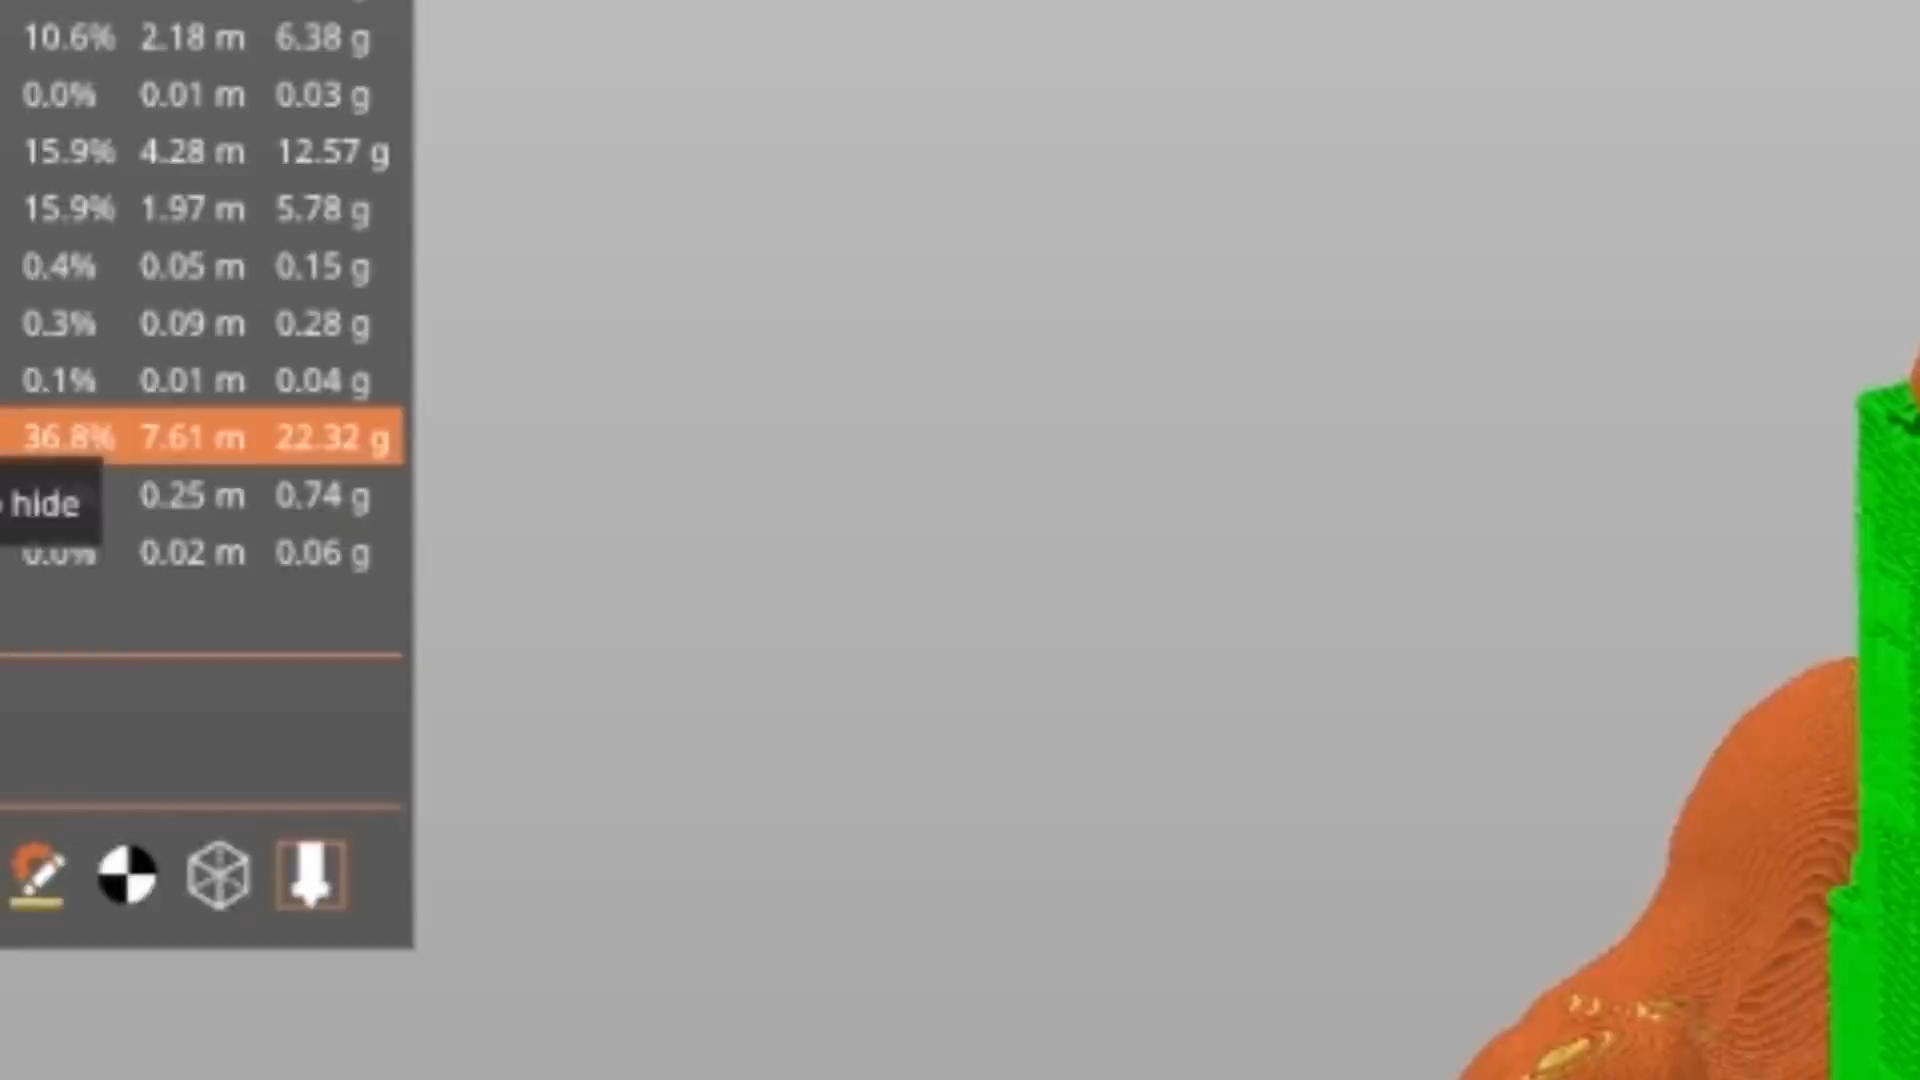 10.6% 2.18 m 6.38 g
0.0% 0.01 m 0.03 g
15.9% 4.28 m 12.57 g
15.9% 1.97 m 5.78 g
0.4% 0.05 m 0.15 g
0.3% 0.09 m 0.28 g
0.1% 0.01 m 0.04 g
36.8% 7.61 m 22.32 g
hide 0.25 m 0.74 g
0.0% 0.02 m 0.06 g